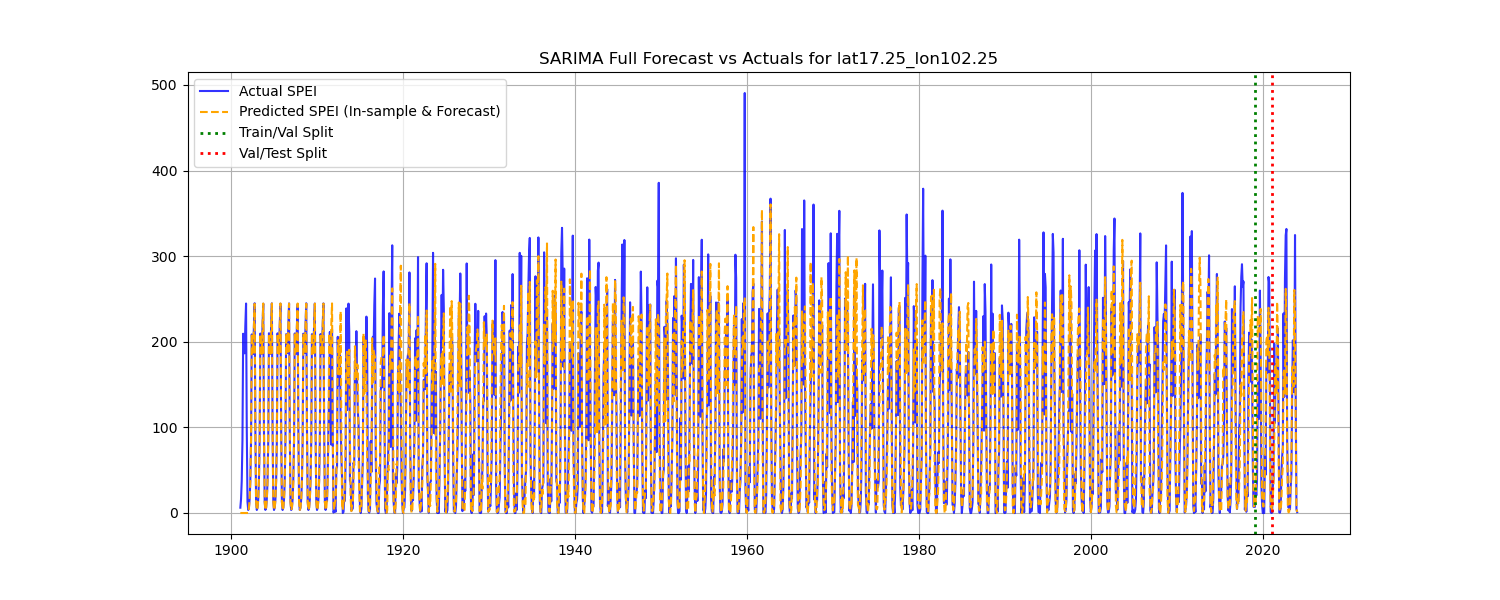 SARIMA Full Forecast vs Actuals for lat17.25_lon102.25
Actual SPEI
Predicted SPEI (In-sample & Forecast)
Train/Val Split
Val/Test Split
500
400
300
200
100
0
1900 1920 1940 1960 1980 2000 2020